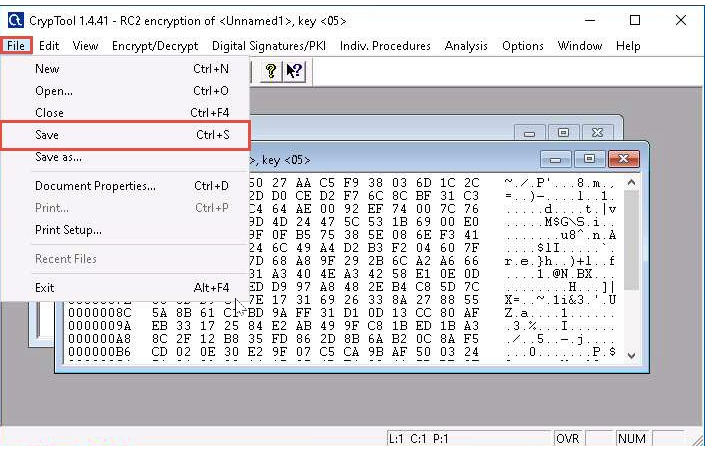 CrypTool 1.4.41 - RC2 encryption of <Unnamed1>, key <05>
File Edit View Encrypt/Decrypt Digital Signatures/PKI Indiv. Procedures Analysis Options Window Help
New Ctrl+N
Open... Ctrl+O
Close Ctrl+F4
Save Ctrl+S
Save as...
Document Properties... Ctrl+D
Print... Ctrl+P
Print Setup...
Recent Files
Exit Alt+F4
>, key <05>
50 27 AA C5 F9 38 03 6D 1C 2C ~././.P'...8.m.,
2D D0 CE D2 F7 6C 8C BF 31 C3 =..)-....l..1.
C4 64 AE 00 92 EF 74 00 7C 76 .....d....t.|v
9D 4D 24 47 5C 53 1B 69 00 E0 .....M$G\S.i..
9F 0F B5 75 38 5E 08 6E F3 41 .......u8^.n.A
24 6C 49 A4 D2 B3 F2 04 60 7F ....$lI.....`.
7D 68 A8 9F 29 2B 6C A2 A6 66 r.e.}h..)+l..f
31 A3 40 4E A3 42 58 E1 0E 0D ....1.@N.BX...
ED D9 97 A8 48 2E B4 C8 5D 7C ........H...]|
7E 17 31 69 26 33 8A 27 88 55 X=..~.1i&3.'.U
0000008C 5A 8B 61 C1 BD 9A FF 31 D1 0D 13 CC 80 AF Z.a....1......
0000009A EB 33 17 25 84 E2 AB 49 9F C8 1B ED 1B A3 .3.%...I......
000000A8 8C 2F 12 B8 35 FD 86 2D 8B 6A B2 0C 8A F5 ./..5..-.j....
000000B6 CD 02 0E 30 E2 9F 07 C5 CA 9B AF 50 03 24 ...0.......P.$
L:1 C:1 P:1 OVR NUM